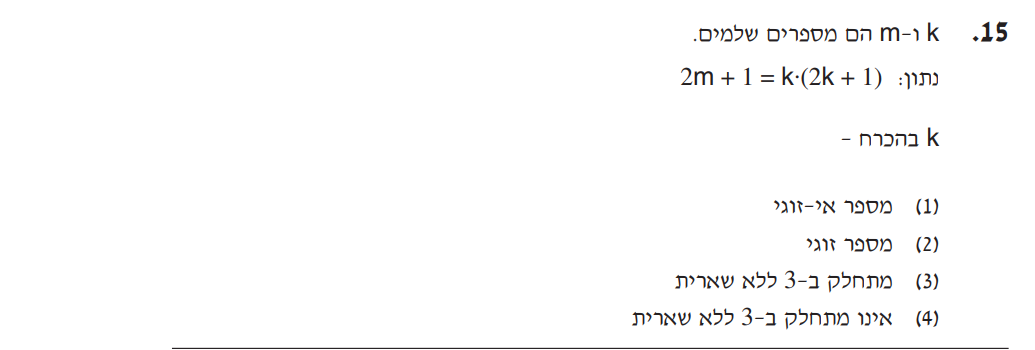 15. k ו-m הם מספרים שלמים.
נתון: 2m + 1 = k·(2k + 1)
k בהכרח -
(1) מספר אי-זוגי
(2) מספר זוגי
(3) מתחלק ב-3 ללא שארית
(4) אינו מתחלק ב-3 ללא שארית